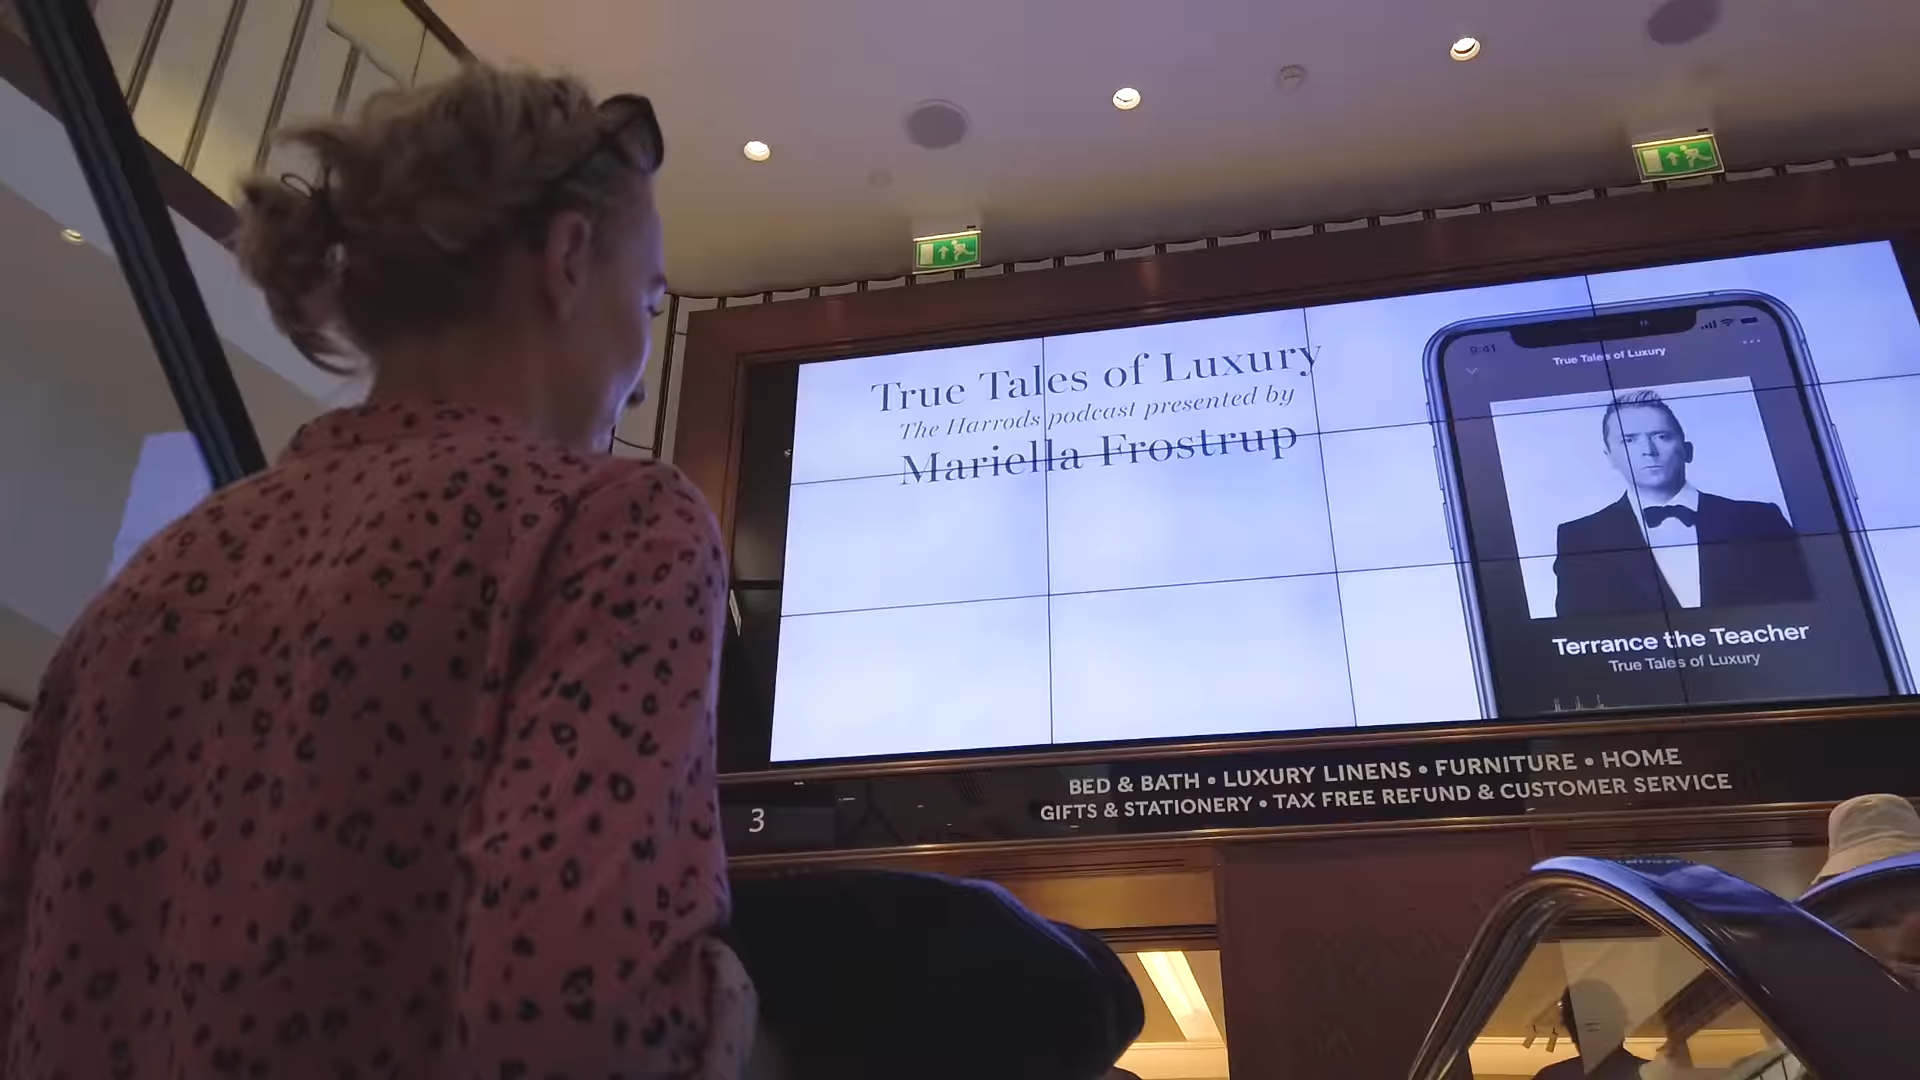 True Tales of Luxury
The Harrods podcast presented by
Mariella Frostrup
9:41
True Tales of Luxury
Terrance the Teacher
True Tales of Luxury
BED & BATH • LUXURY LINENS • FURNITURE • HOME
GIFTS & STATIONERY • TAX FREE REFUND & CUSTOMER SERVICE
3